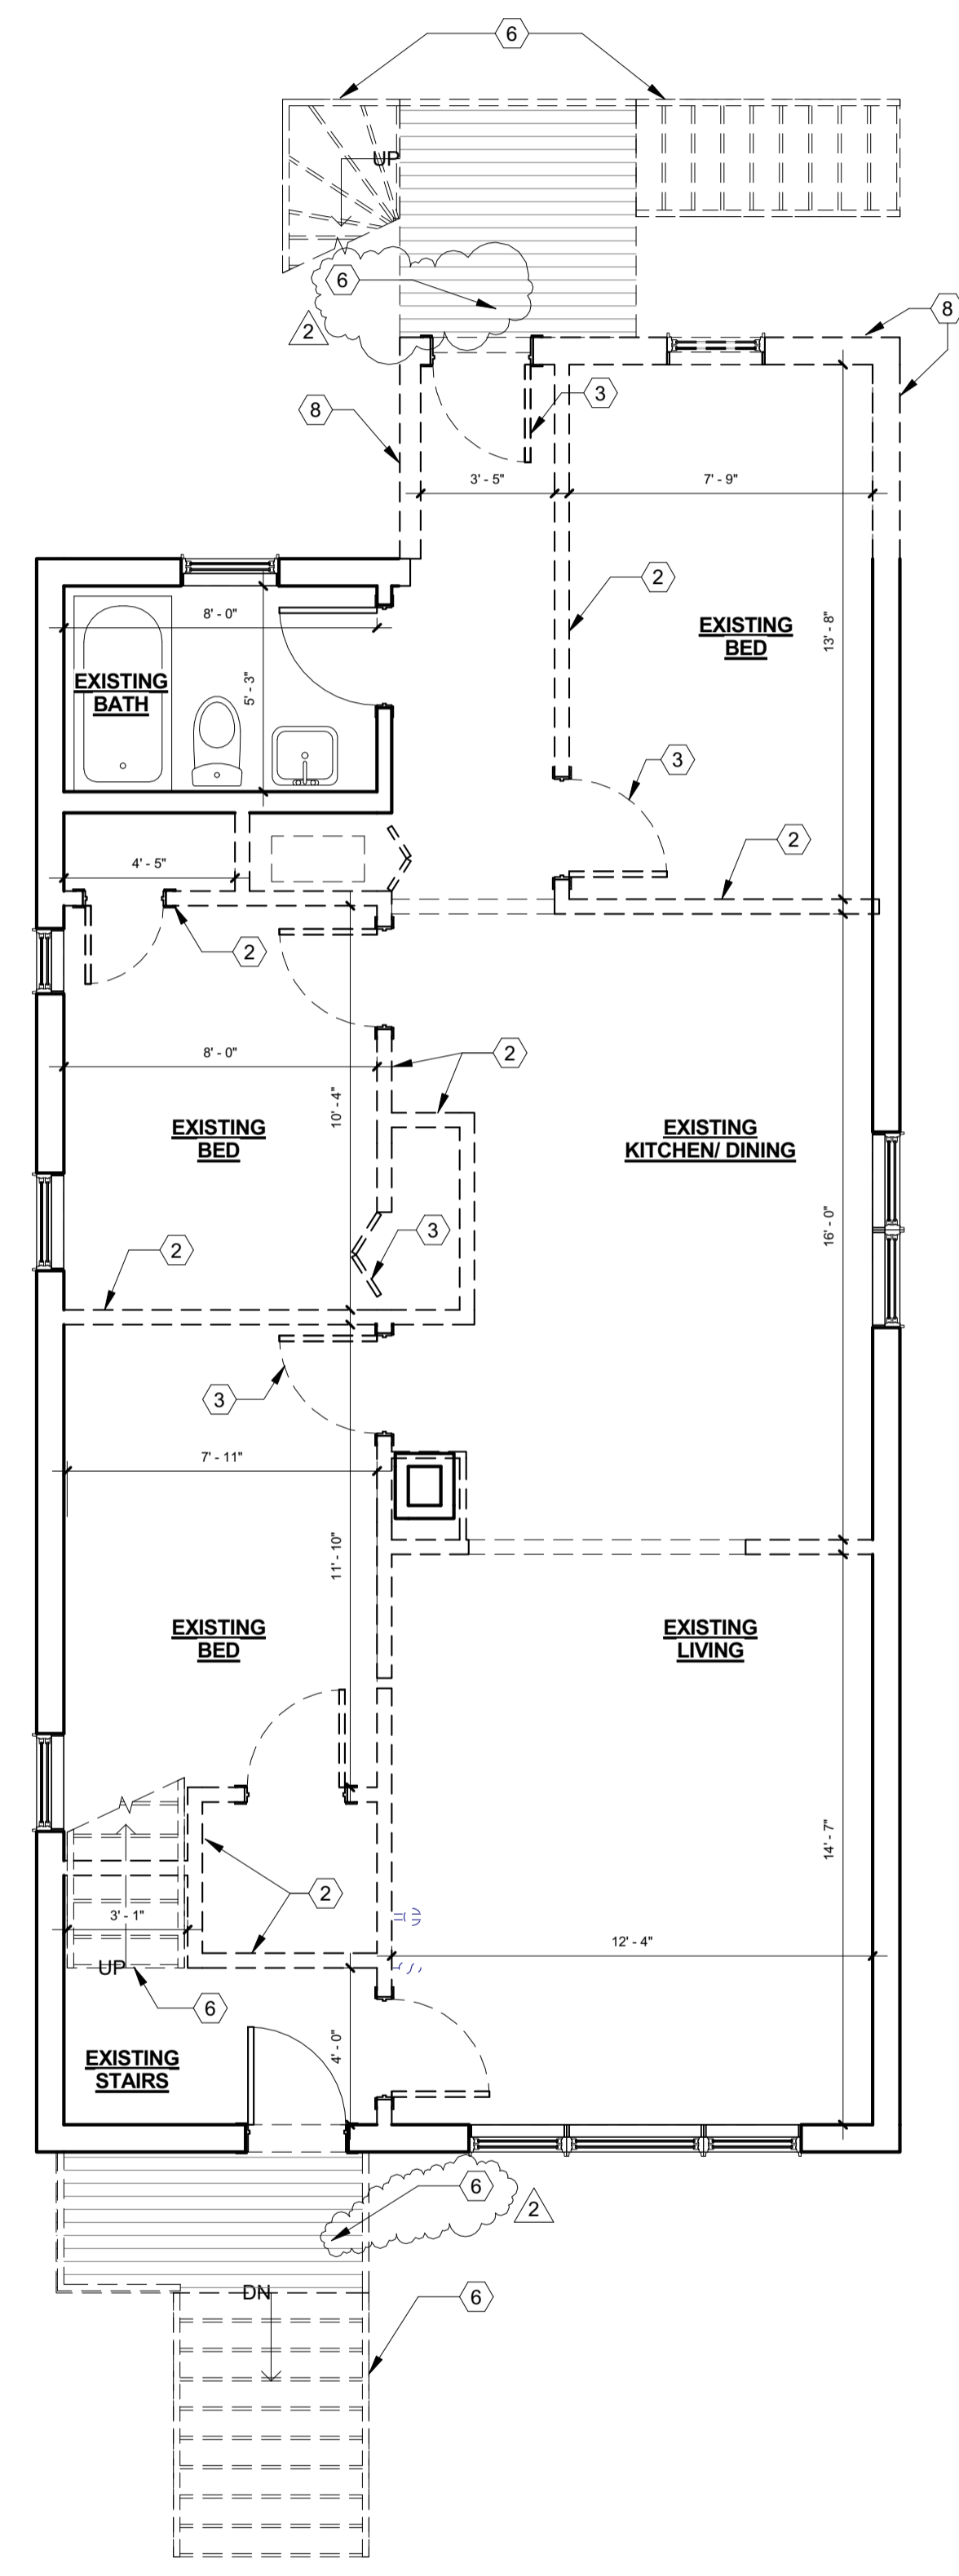 6
UP
6
2
8
8
3
3' - 5"
7' - 9"
2
8' - 0"
EXISTING
BED
13' - 8"
EXISTING
BATH
5' - 3"
3
2
4' - 5"
2
8' - 0"
2
10' - 4"
EXISTING
BED
EXISTING
KITCHEN/ DINING
3
2
16' - 0"
3
7' - 11"
11' - 10"
EXISTING
BED
EXISTING
LIVING
2
14' - 7"
3' - 1"
12' - 4"
UP
6
4' - 0"
EXISTING
STAIRS
6
2
DN
6